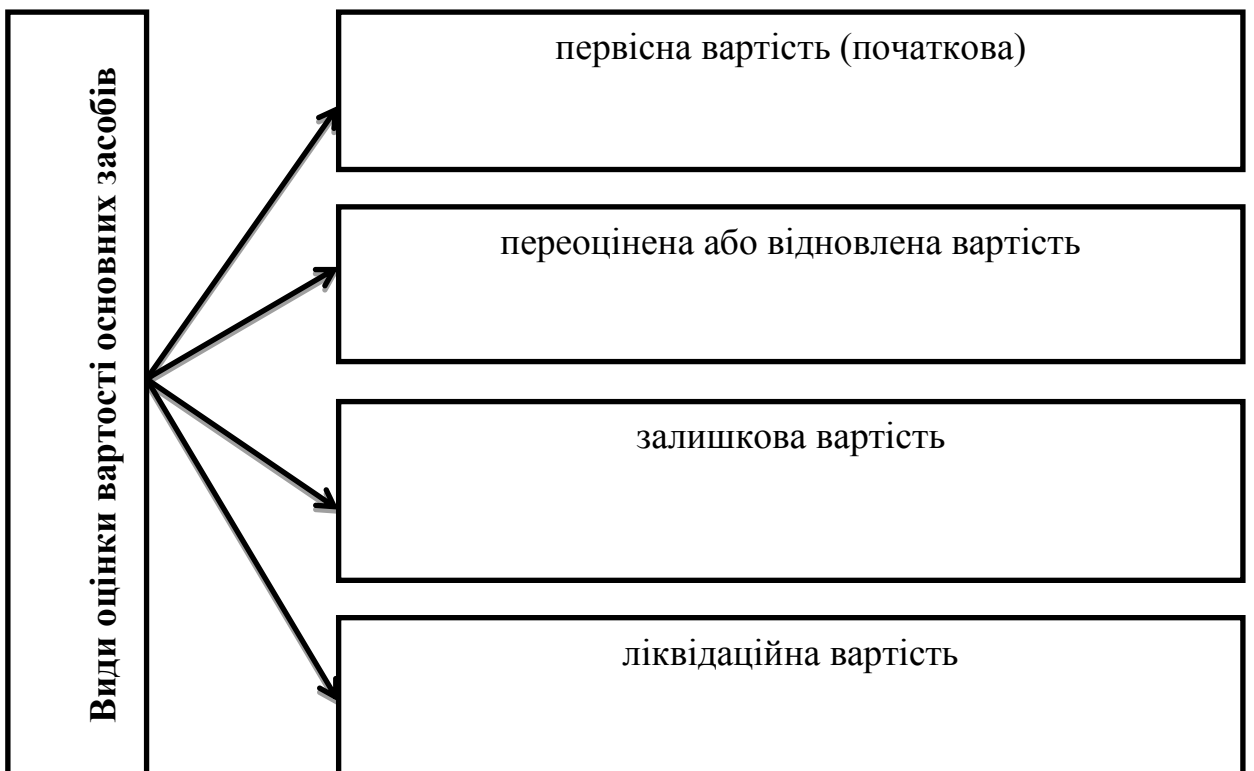 Види оцінки вартості основних засобів
первісна вартість (початкова)
переоцінена або відновлена вартість
залишкова вартість
ліквідаційна вартість